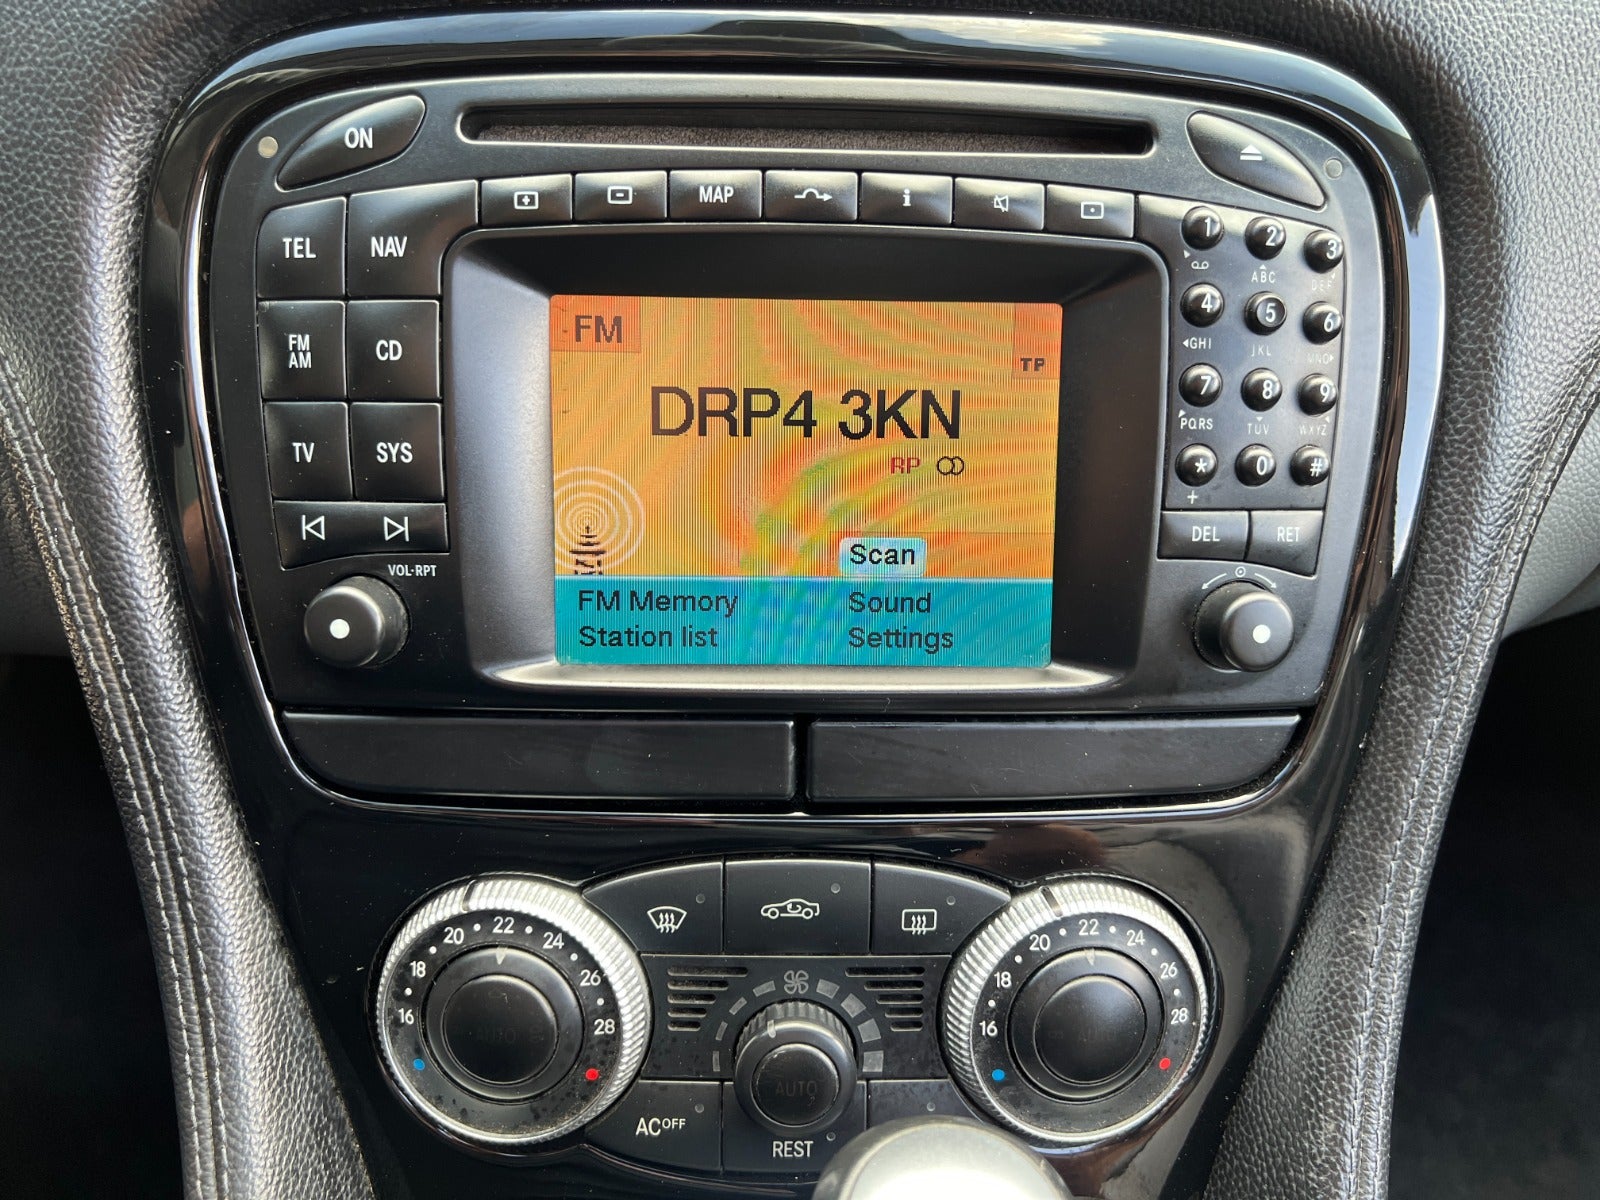 ON
MAP
i
TEL
NAV
FM
AM
CD
TV
SYS
VOL·RPT
FM
TP
DRP4 3KN
RP
Scan
FM Memory
Sound
Station list
Settings
1
2
3
ABC
DEF
4
5
6
GHI
JKL
MNO
7
8
9
PQRS
TUV
WXYZ
*
0
#
+
DEL
RET
16
18
20
22
24
26
28
AUTO
16
18
20
22
24
26
28
AUTO
AC OFF
REST